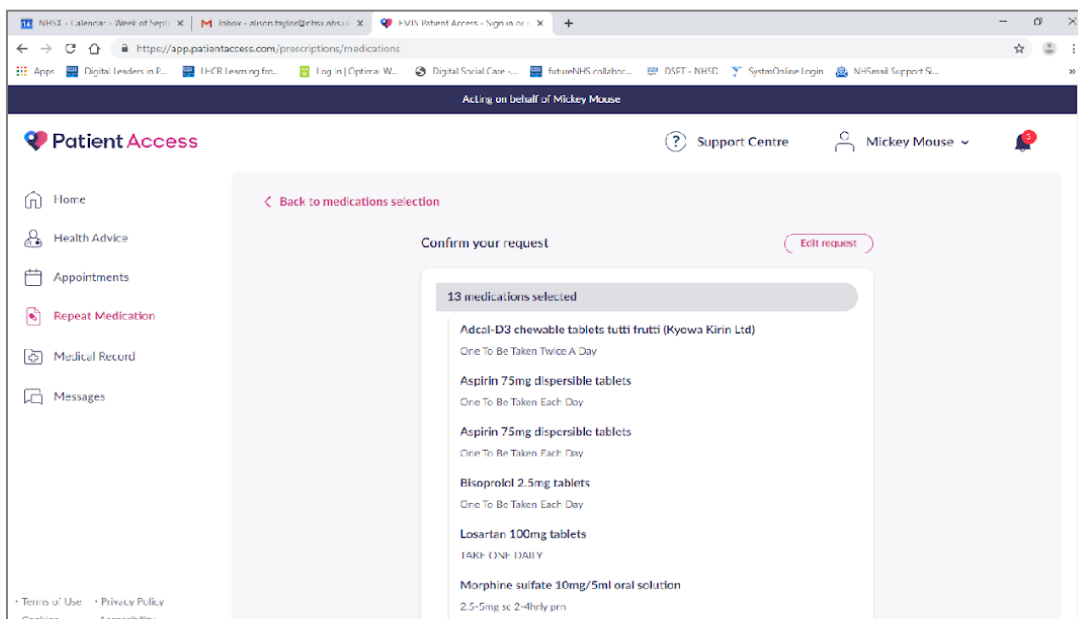 NHSX - Calendar - Week of Septe
Inbox - alison.taylor@nhsx.nhs.uk
EMIS Patient Access - Sign in or
https://app.patientaccess.com/prescriptions/medications
Apps
Digital Leaders in P...
LHCR Learning fro...
Log in | Optimal W...
Digital Social Care -...
futureNHS collabor...
DSPT - NHSD
SystmOnline Login
NHSmail Support Si...
Acting on behalf of Mickey Mouse
Patient Access
Support Centre
Mickey Mouse
Home
Health Advice
Appointments
Repeat Medication
Medical Record
Messages
Back to medications selection
Confirm your request
Edit request
13 medications selected
Adcal-D3 chewable tablets tutti frutti (Kyowa Kirin Ltd)
One To Be Taken Twice A Day
Aspirin 75mg dispersible tablets
One To Be Taken Each Day
Aspirin 75mg dispersible tablets
One To Be Taken Each Day
Bisoprolol 2.5mg tablets
One To Be Taken Each Day
Losartan 100mg tablets
TAKE ONE DAILY
Morphine sulfate 10mg/5ml oral solution
2.5-5mg sc 2-4hrly prn
• Terms of Use • Privacy Policy
Cookies Accessibility